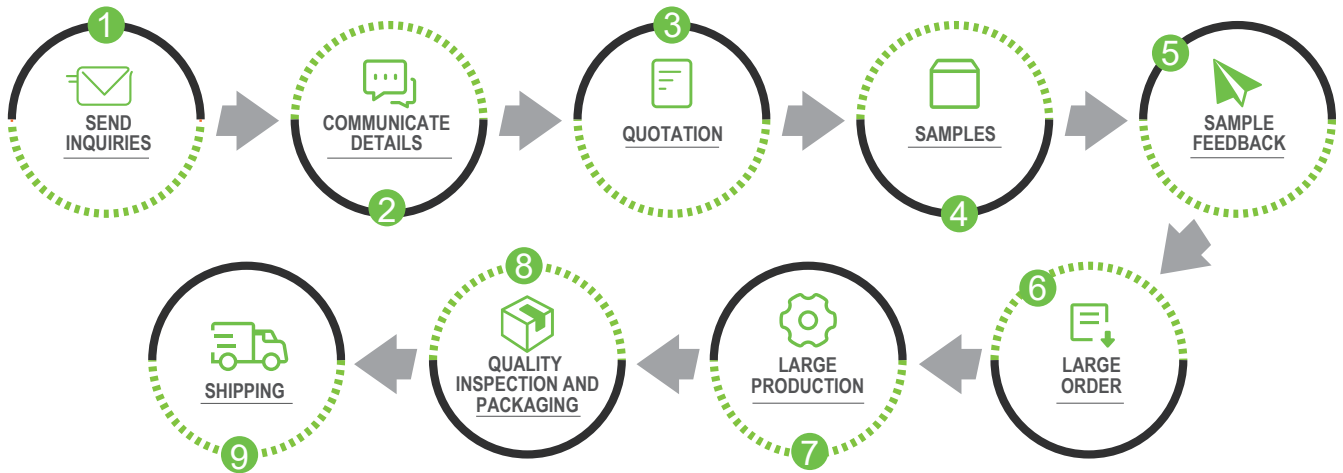 1
SEND
INQUIRIES
2
COMMUNICATE
DETAILS
3
QUOTATION
4
SAMPLES
5
SAMPLE
FEEDBACK
6
LARGE
ORDER
7
LARGE
PRODUCTION
8
QUALITY
INSPECTION AND
PACKAGING
9
SHIPPING